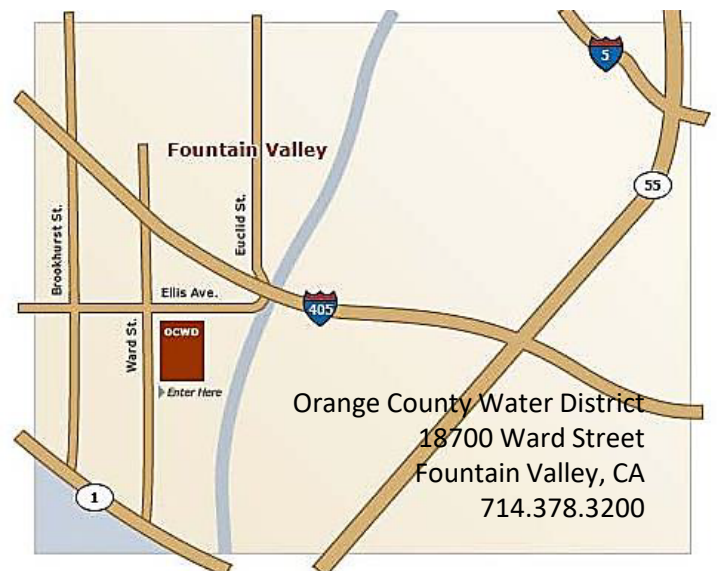 5
Fountain Valley
55
Brookhurst St.
Euclid St.
Ellis Ave.
405
Ward St.
OCWD
Enter Here
Orange County Water District
18700 Ward Street
Fountain Valley, CA
714.378.3200
1